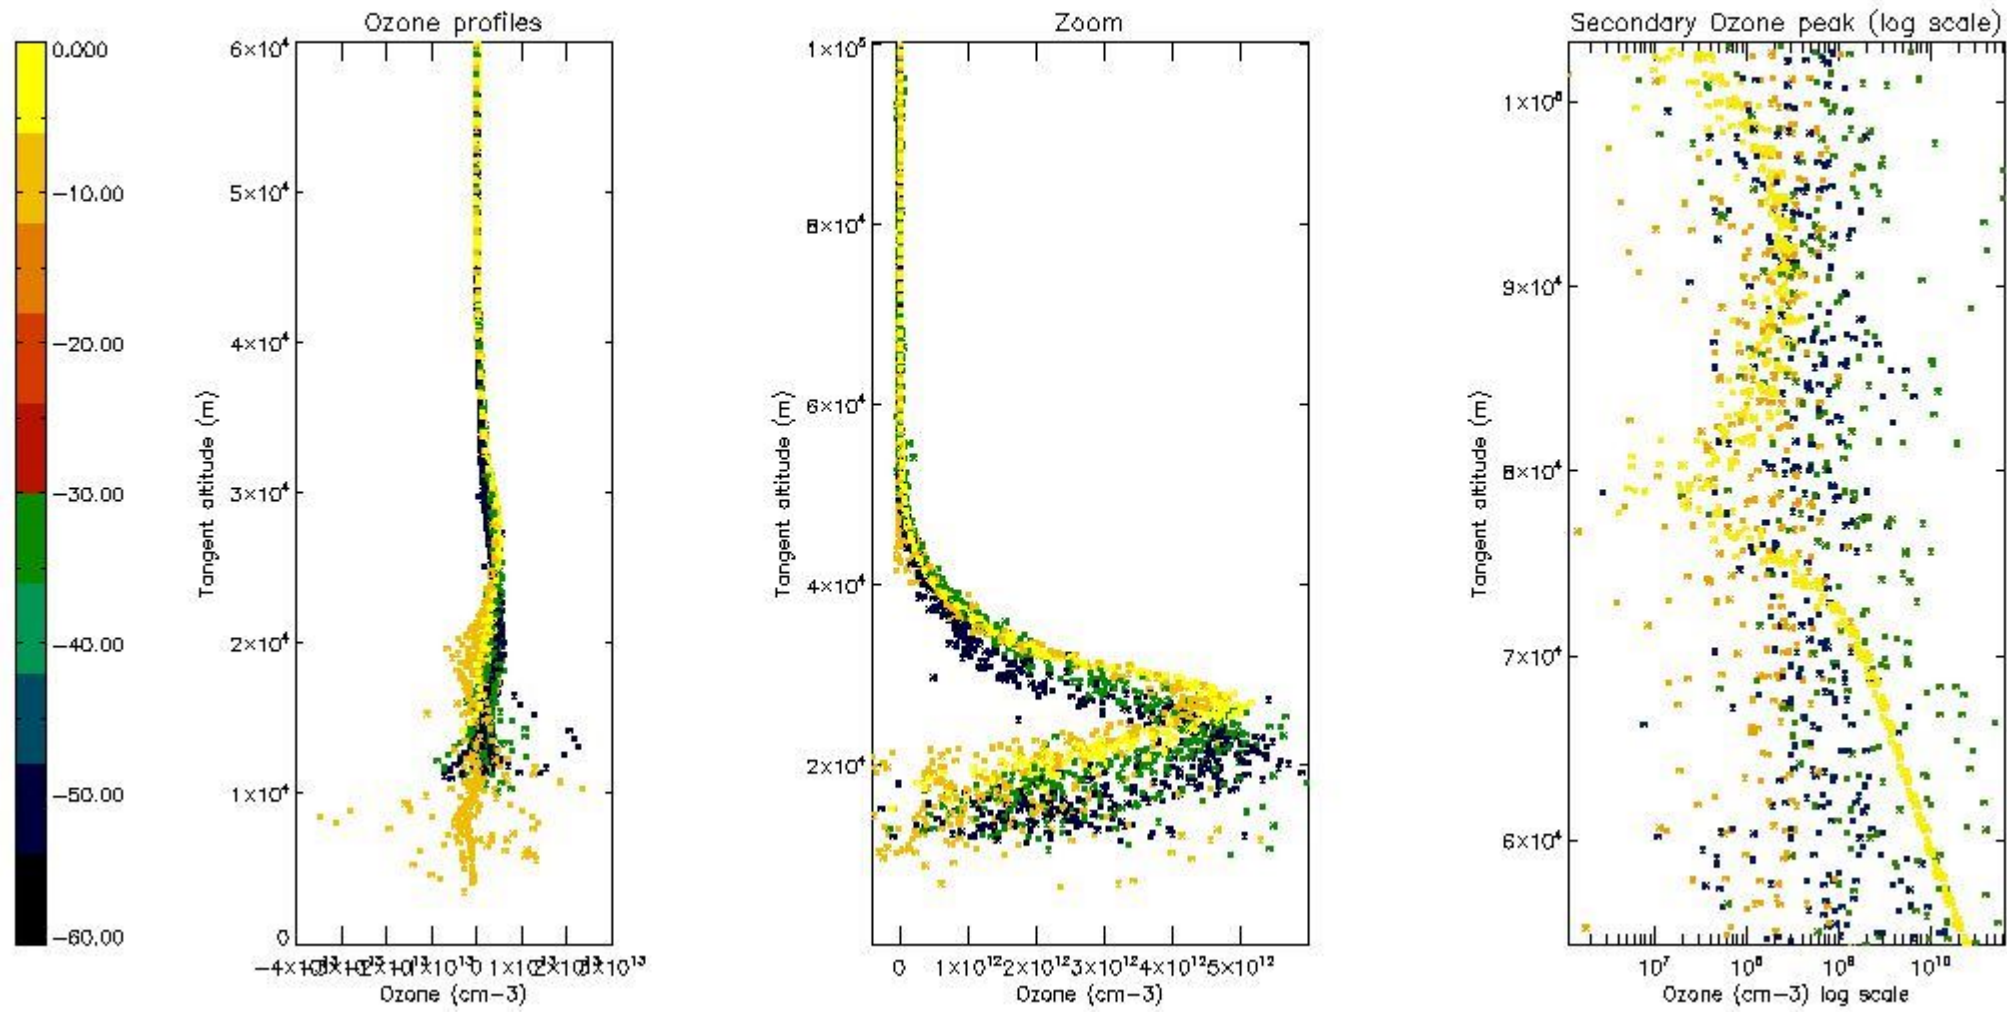 Ozone profiles
Zoom
Secondary Ozone peak (log scale)
0.000
−10.00
−20.00
−30.00
−40.00
−50.00
−60.00
6×10⁴
5×10⁴
4×10⁴
3×10⁴
2×10⁴
1×10⁴
0
Tangent altitude (m)
0
1×10¹³
Ozone (cm−3)
1×10⁵
8×10⁴
6×10⁴
4×10⁴
2×10⁴
Tangent altitude (m)
0 1×10¹² 2×10¹² 3×10¹² 4×10¹² 5×10¹²
Ozone (cm−3)
9×10⁴
8×10⁴
7×10⁴
6×10⁴
Tangent altitude (m)
10⁷ 10⁸ 10⁹ 10¹⁰
Ozone (cm−3) log scale